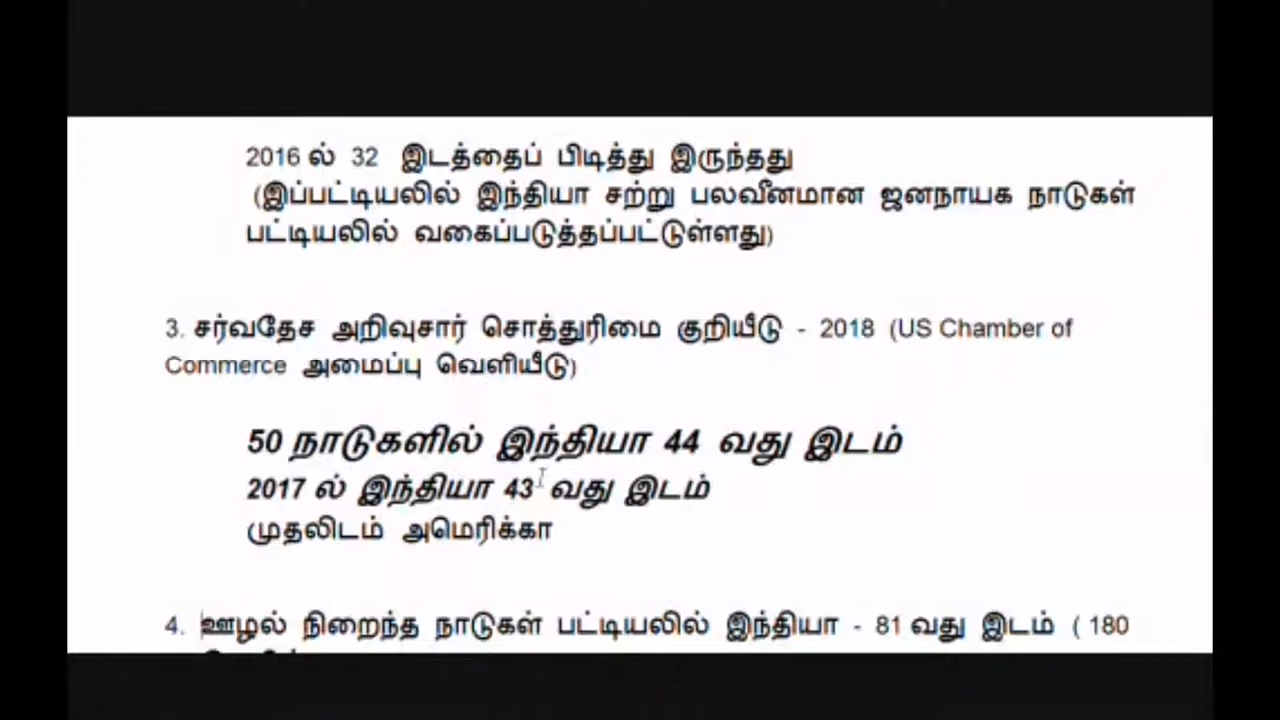 2016 ல் 32 இடத்தைப் பிடித்து இருந்தது
(இப்பட்டியலில் இந்தியா சற்று பலவீனமான ஜனநாயக நாடுகள்
பட்டியலில் வகைப்படுத்தப்பட்டுள்ளது)
3. சர்வதேச அறிவுசார் சொத்துரிமை குறியீடு - 2018 (US Chamber of
Commerce அமைப்பு வெளியீடு)
50 நாடுகளில் இந்தியா 44 வது இடம்
2017 ல் இந்தியா 43 வது இடம்
முதலிடம் அமெரிக்கா
4. ஊழல் நிறைந்த நாடுகள் பட்டியலில் இந்தியா - 81 வது இடம் ( 180